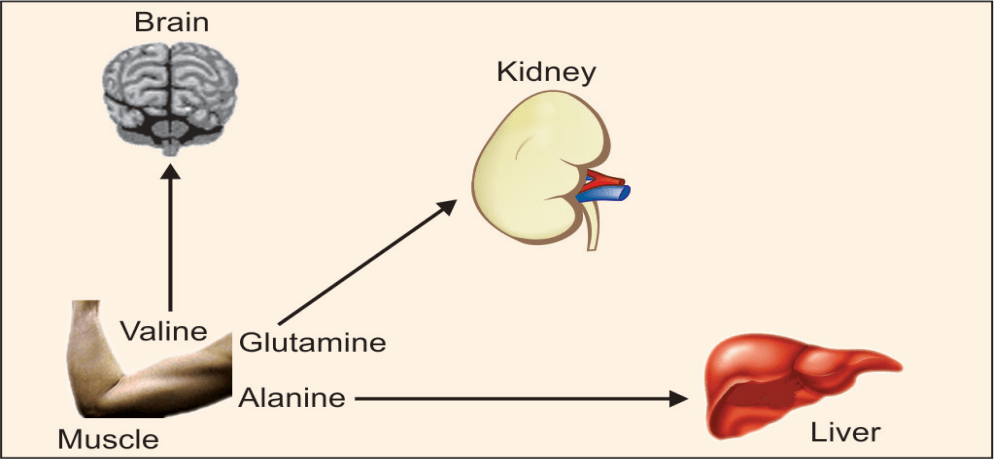 Brain
Kidney
Valine
Glutamine
Alanine
Muscle
Liver